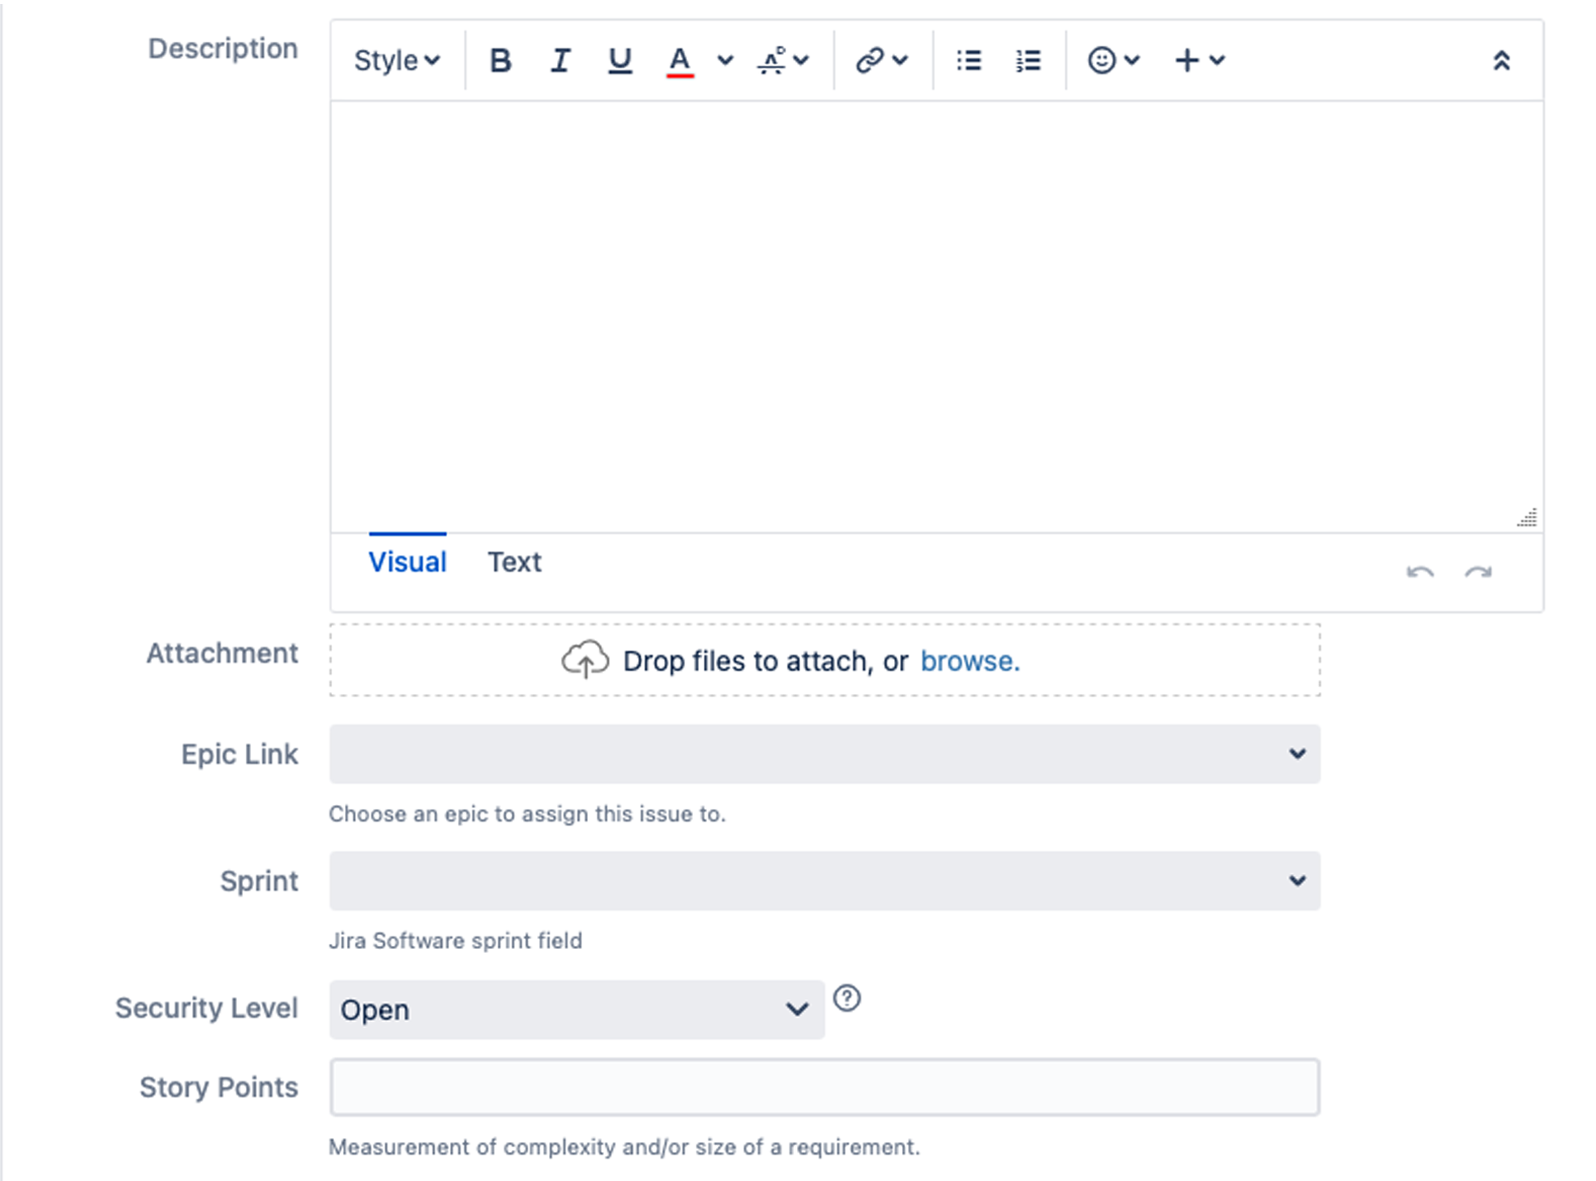 Description
Style B I U A
Visual Text
Attachment
Drop files to attach, or browse.
Epic Link
Choose an epic to assign this issue to.
Sprint
Jira Software sprint field
Security Level
Open
Story Points
Measurement of complexity and/or size of a requirement.